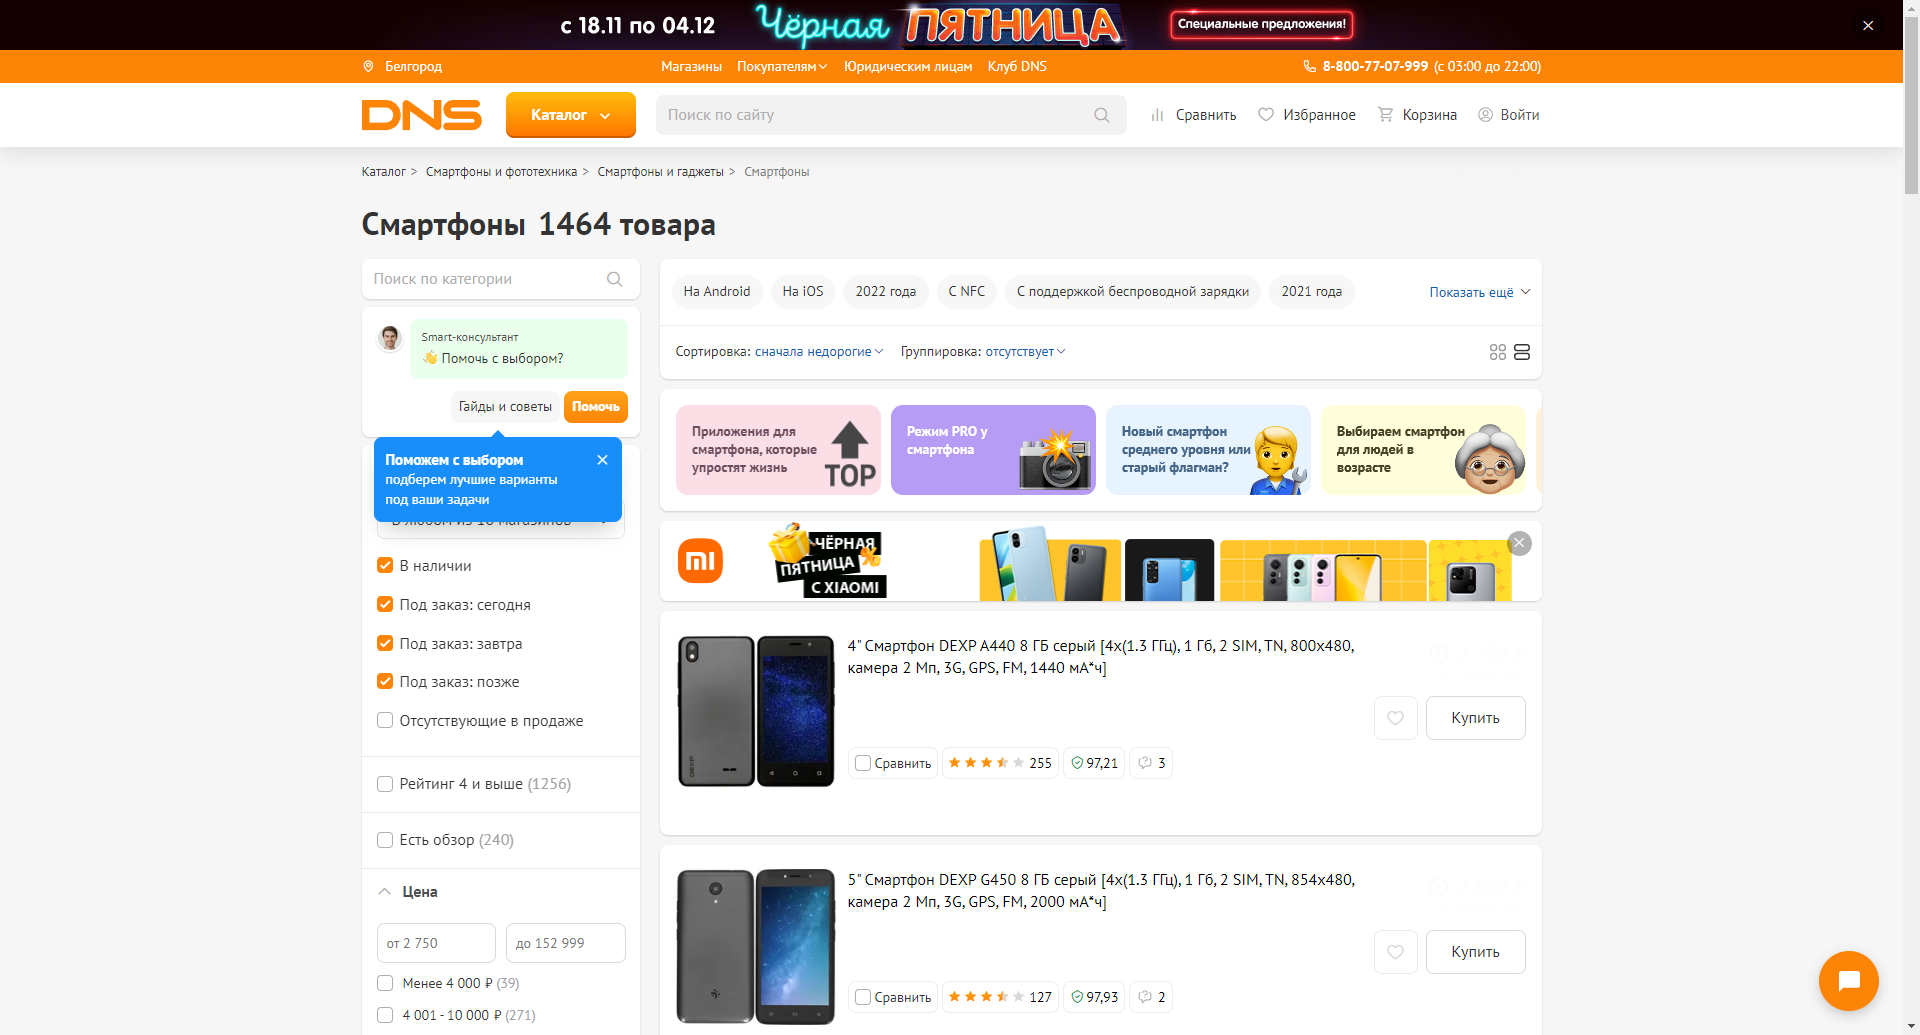 с 18.11 по 04.12
Чёрная ПЯТНИЦА
Специальные предложения!
Белгород
Магазины
Покупателям
Юридическим лицам
Клуб DNS
8-800-77-07-999 (с 03:00 до 22:00)
DNS
Каталог
Поиск по сайту
Сравнить
Избранное
Корзина
Войти
Каталог > Смартфоны и фототехника > Смартфоны и гаджеты > Смартфоны
Смартфоны 1464 товара
Поиск по категории
Smart-консультант
👋 Помочь с выбором?
Гайды и советы
Помочь
Поможем с выбором
подберем лучшие варианты
под ваши задачи
В наличии
Под заказ: сегодня
Под заказ: завтра
Под заказ: позже
Отсутствующие в продаже
Рейтинг 4 и выше (1256)
Есть обзор (240)
Цена
от 2 750
до 152 999
Менее 4 000 ₽ (39)
4 001 - 10 000 ₽ (271)
На Android
На iOS
2022 года
С NFC
С поддержкой беспроводной зарядки
2021 года
Показать ещё
Сортировка: сначала недорогие
Группировка: отсутствует
Приложения для
смартфона, которые
упростят жизнь
TOP
Режим PRO у
смартфона
Новый смартфон
среднего уровня или
старый флагман?
Выбираем смартфон
для людей в
возрасте
mi
ЧЁРНАЯ
ПЯТНИЦА
С XIAOMI
4" Смартфон DEXP A440 8 ГБ серый [4x(1.3 ГГц), 1 Гб, 2 SIM, TN, 800x480,
камера 2 Мп, 3G, GPS, FM, 1440 мА*ч]
Купить
Сравнить
255
97,21
3
5" Смартфон DEXP G450 8 ГБ серый [4x(1.3 ГГц), 1 Гб, 2 SIM, TN, 854x480,
камера 2 Мп, 3G, GPS, FM, 2000 мА*ч]
Купить
Сравнить
127
97,93
2